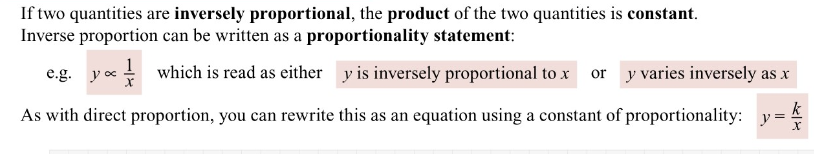 If two quantities are inversely proportional, the product of the two quantities is constant.
Inverse proportion can be written as a proportionality statement:
e.g. y ∝ 1/x which is read as either y is inversely proportional to x or y varies inversely as x
As with direct proportion, you can rewrite this as an equation using a constant of proportionality: y = k/x